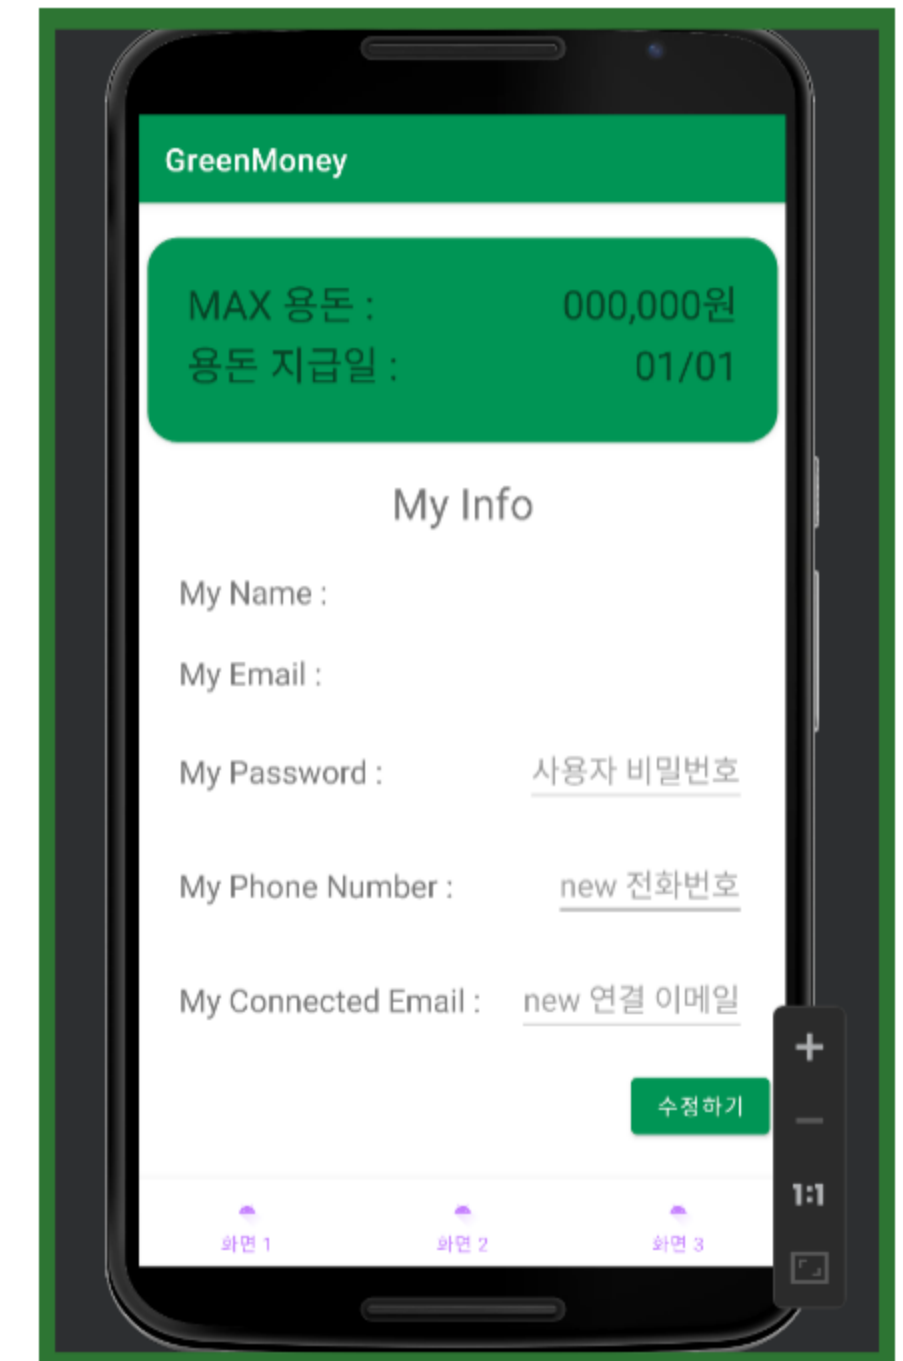 GreenMoney
MAX 용돈 : 000,000원
용돈 지급일 : 01/01
My Info
My Name :
My Email :
My Password : 사용자 비밀번호
My Phone Number : new 전화번호
My Connected Email : new 연결 이메일
수정하기
화면 1 화면 2 화면 3
1:1